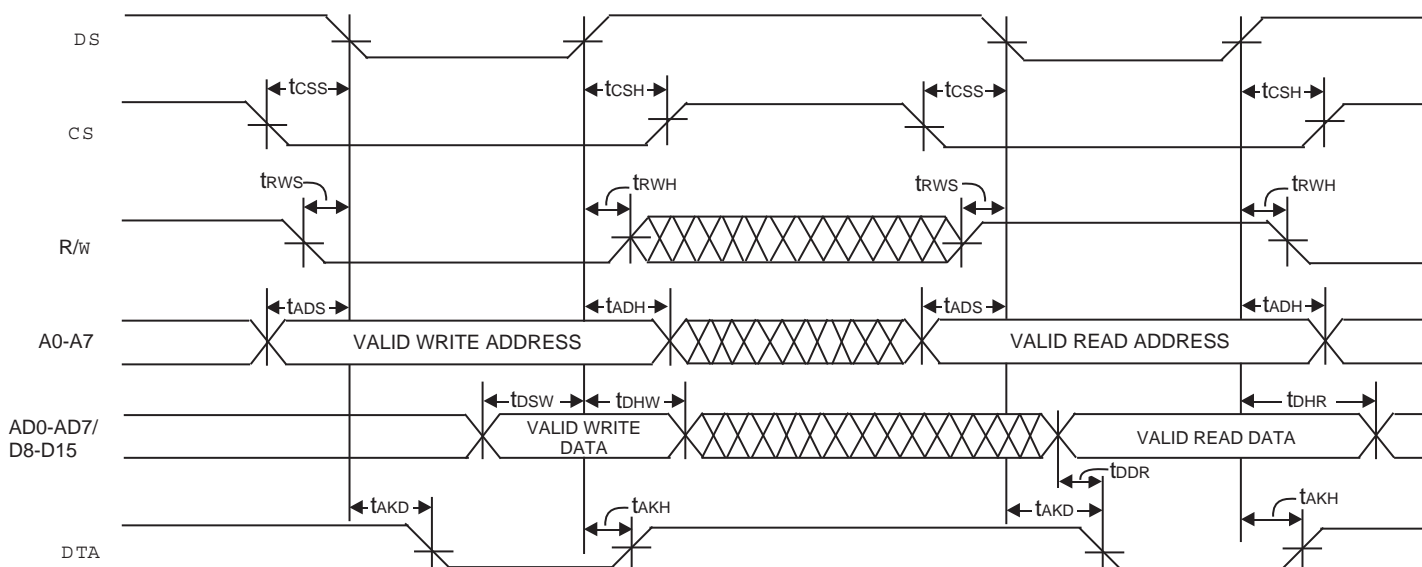 DS
tCSS tCSH tCSS tCSH
CS
tRWS tRWH tRWS tRWH
R/W
tADS tADH tADS tADH
A0-A7 VALID WRITE ADDRESS VALID READ ADDRESS
tDSW tDHW tDHR
AD0-AD7/
D8-D15
VALID WRITE
DATA
VALID READ DATA
tDDR
tAKD tAKH tAKD tAKH
DTA